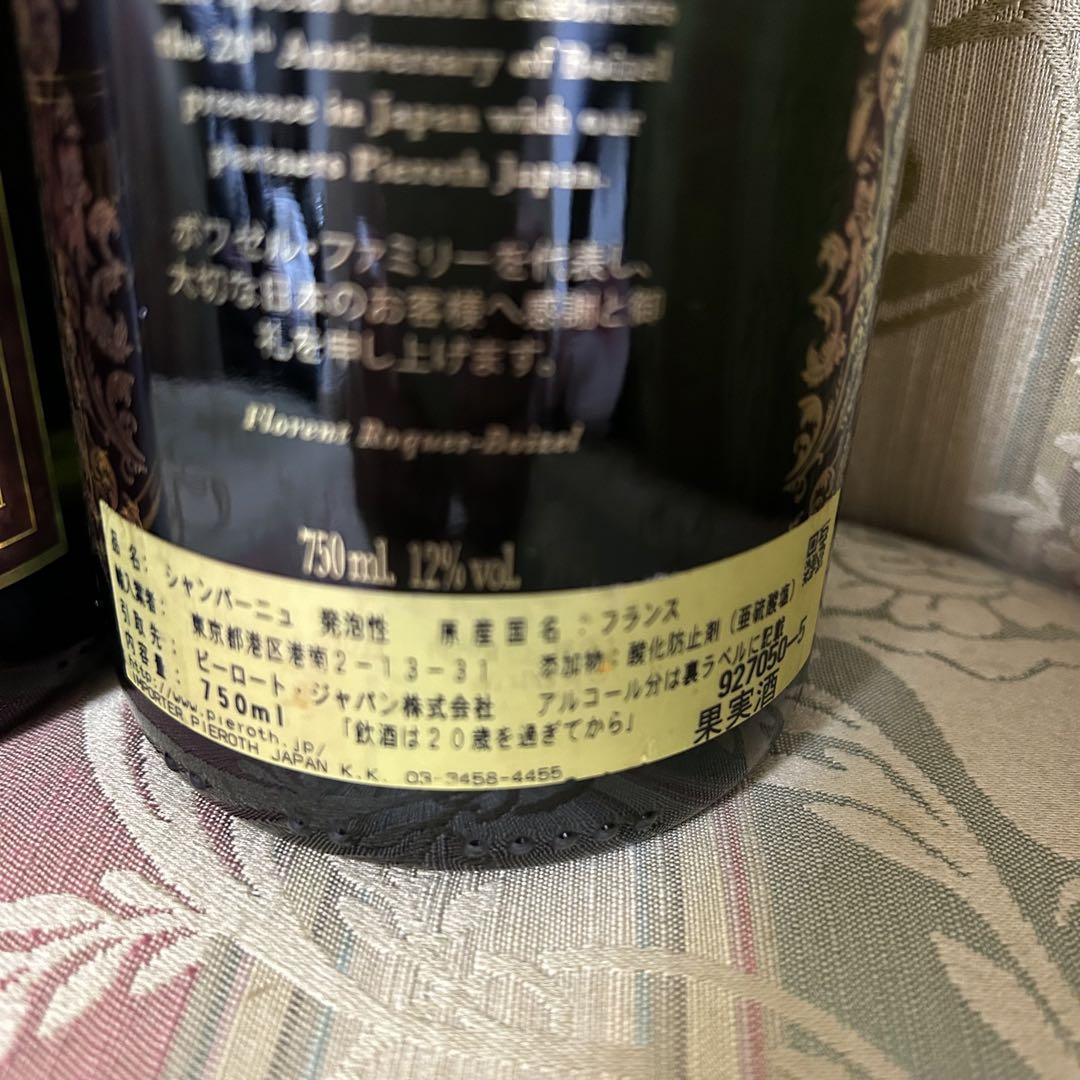 the 20th Anniversary of Boizel
presence in Japan with our
partners Pieroth Japan.
ボワゼル・ファミリーを代表し、
大切な日本のお客様へ感謝と御
礼を申し上げます。
Florent Roques-Boizel
750 ml. 12% vol.
品名: シャンパーニュ 発泡性 原産国名:フランス
輸入業者: 東京都港区港南2-13-31 添加物:酸化防止剤(亜硫酸塩)
引取先: ピーロート・ジャパン株式会社 アルコール分は裏ラベルに記載
内容量: 750ml 「飲酒は20歳を過ぎてから」
927050-5
果実酒
http://www.pieroth.jp/
IMPORTER.PIEROTH JAPAN K.K. 03-3458-4455